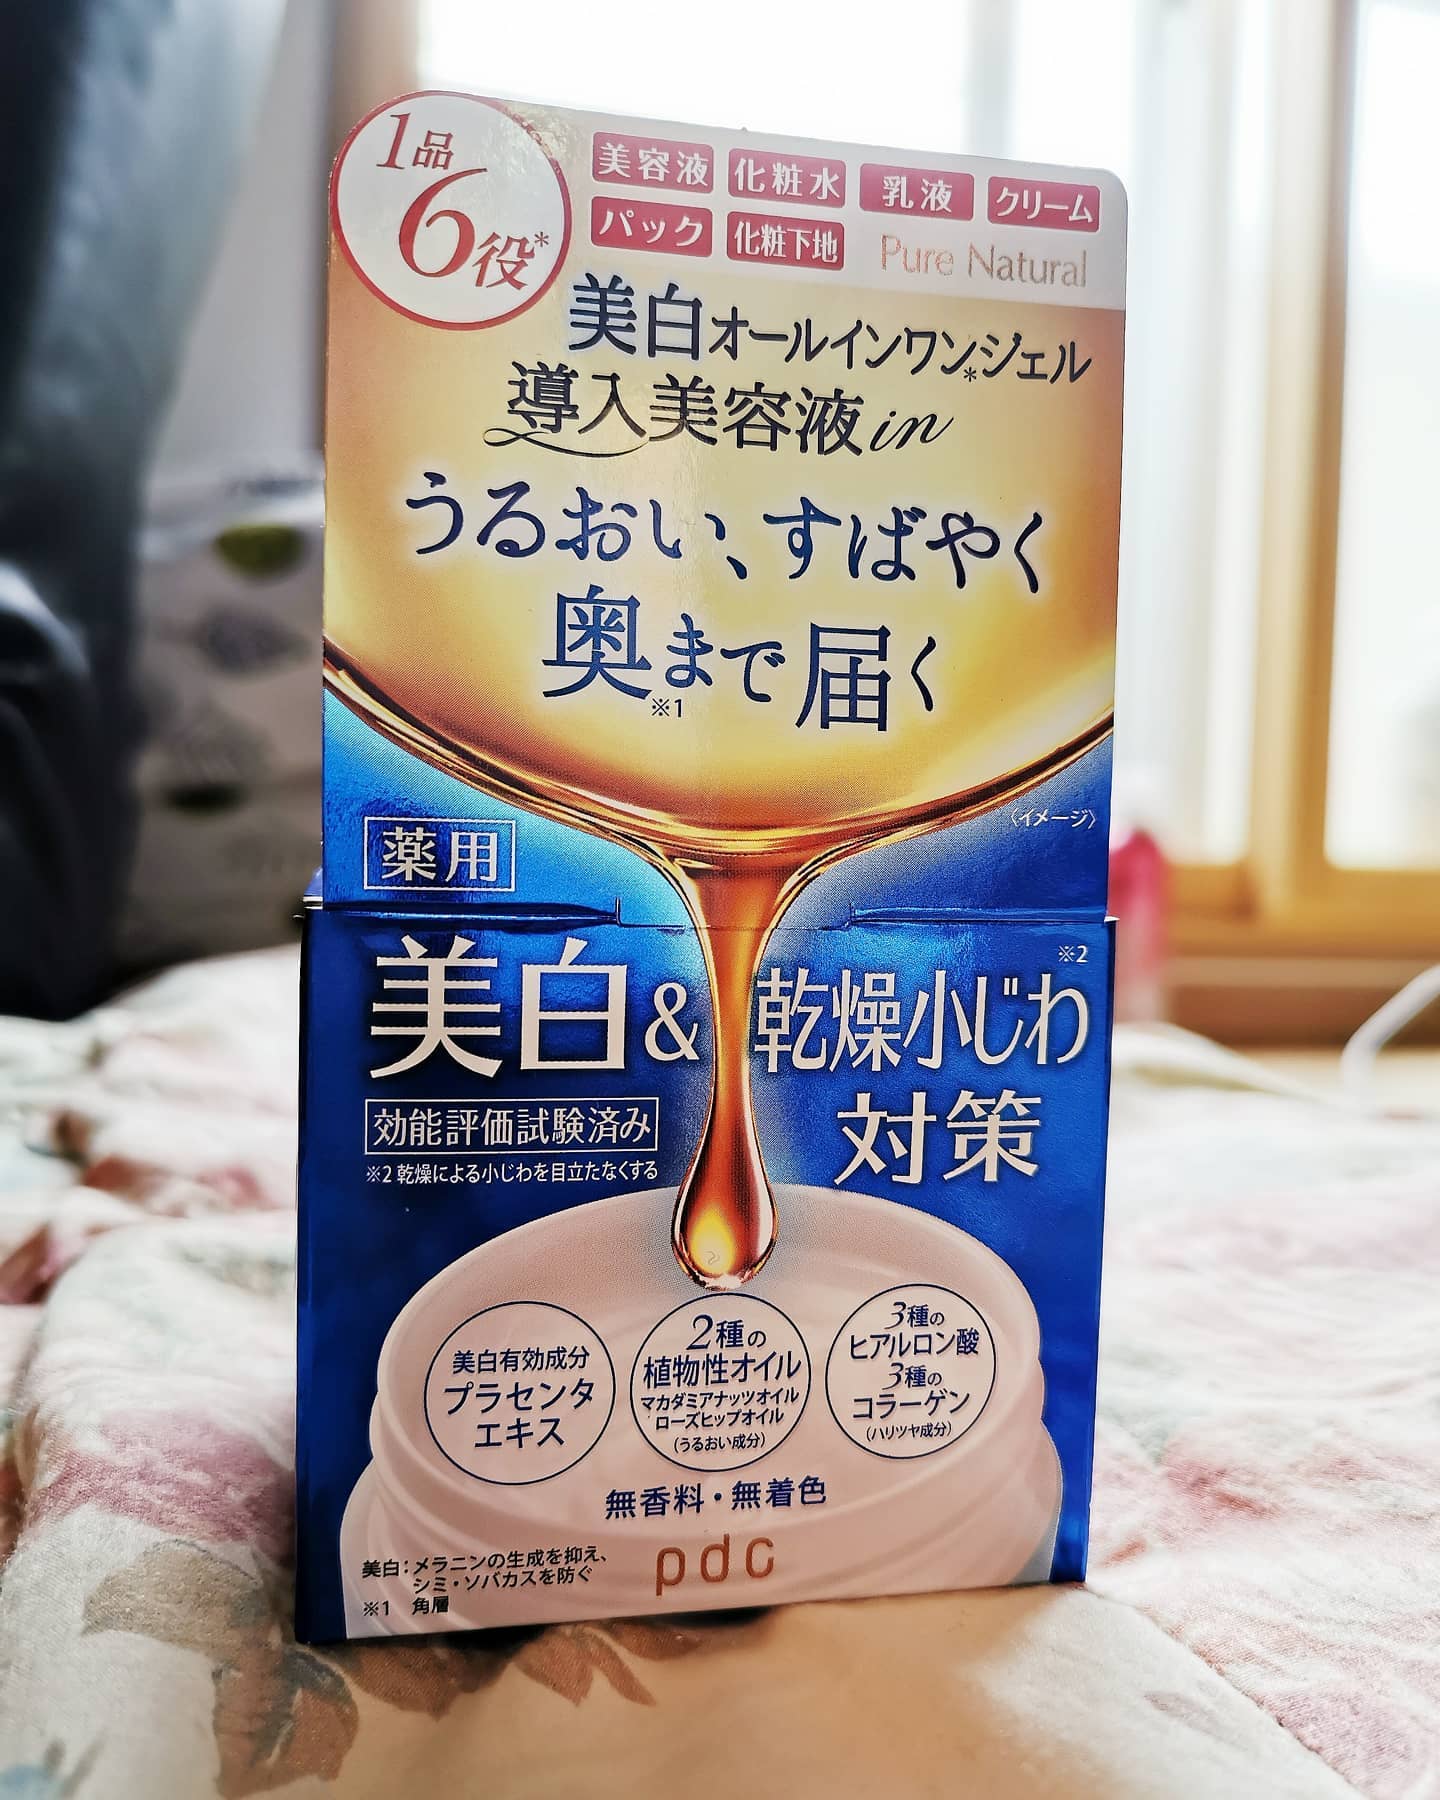 1品
6役*
美容液 化粧水 乳液 クリーム
パック 化粧下地 Pure Natural
美白オールインワンジェル*
導入美容液in
うるおい、すばやく
奥まで届く
※1
〈イメージ〉
薬用
美白&乾燥小じわ※2
対策
効能評価試験済み
※2 乾燥による小じわを目立たなくする
美白有効成分
プラセンタ
エキス
2種の
植物性オイル
マカダミアナッツオイル
ローズヒップオイル
(うるおい成分)
3種の
ヒアルロン酸
3種の
コラーゲン
(ハリツヤ成分)
無香料・無着色
pdc
美白:メラニンの生成を抑え、
シミ・ソバカスを防ぐ
※1 角層